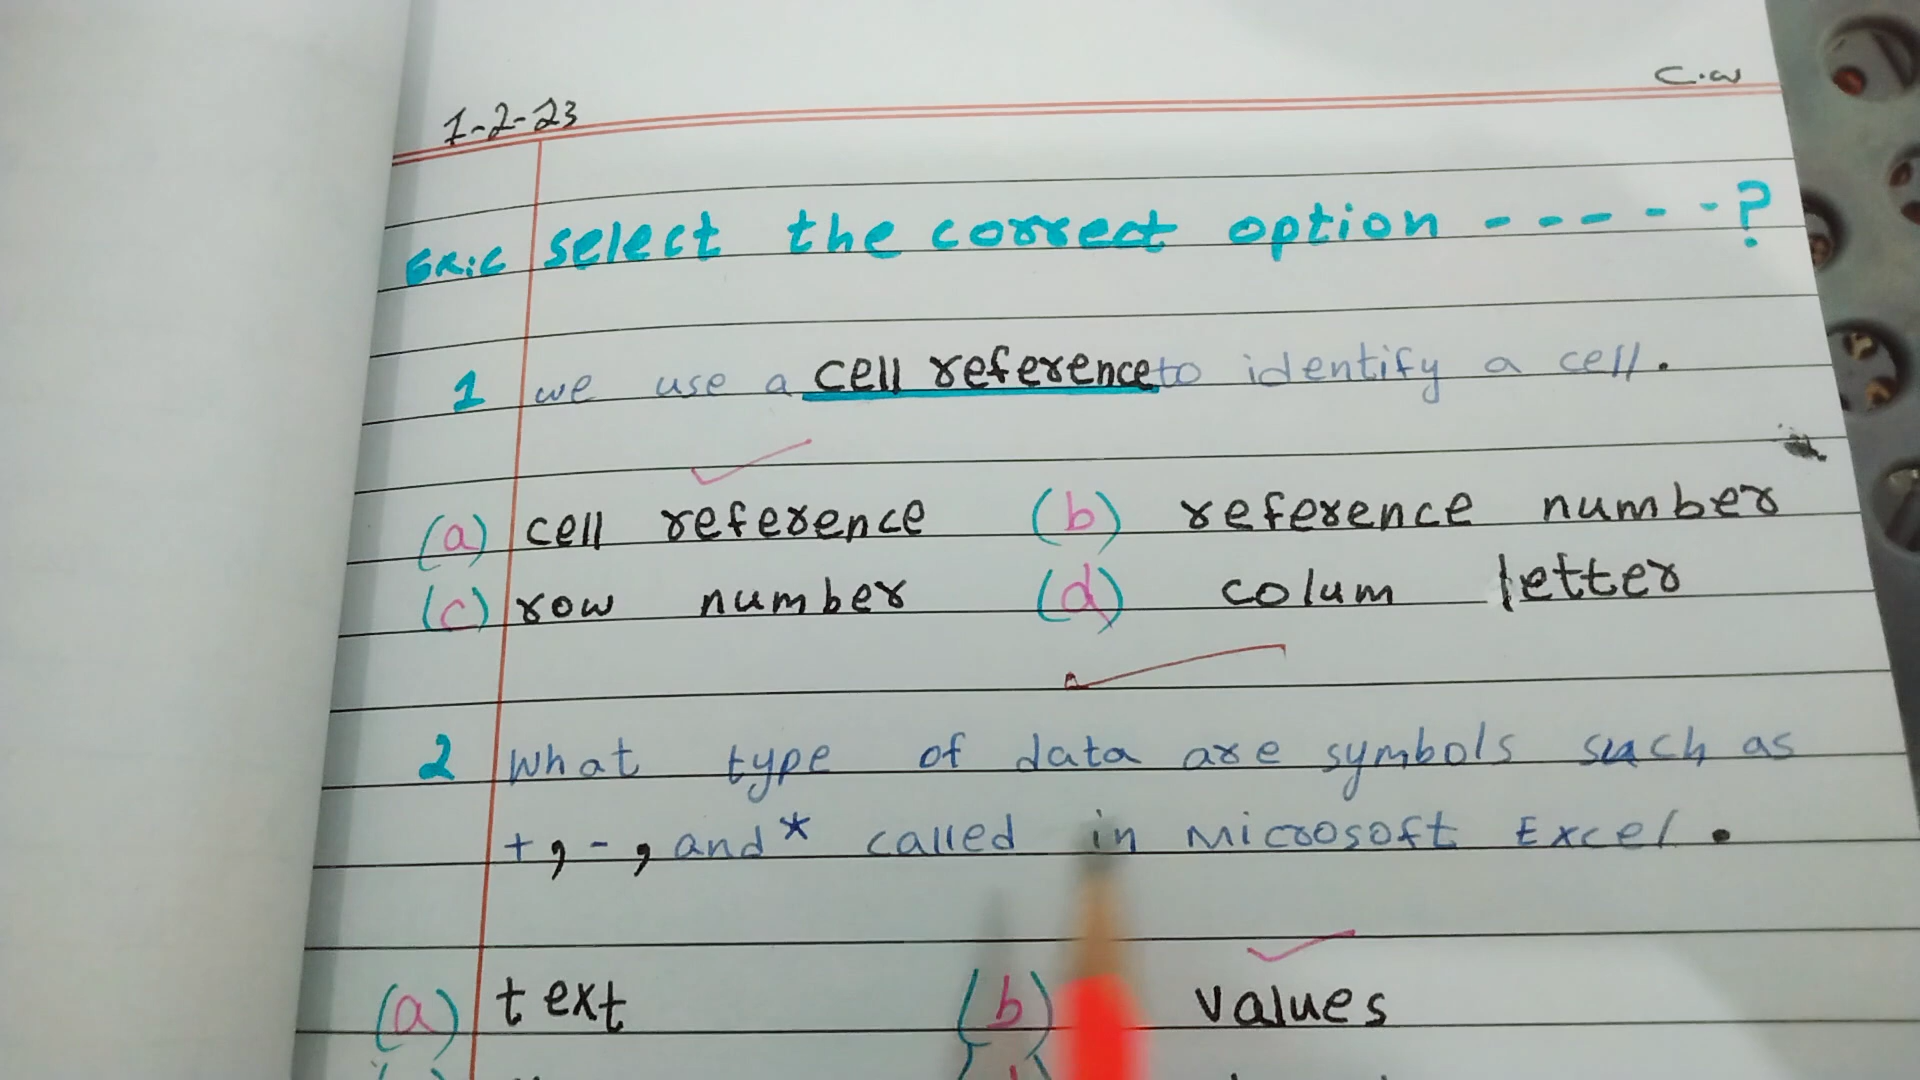 1-2-23
C.w
select the correct option - - - - - ?
1 we use a cell reference to identify a cell.
(a) cell reference (b) reference number
(c) row number (d) colum letter
2 What type of data are symbols such as
+, -, and * called in Microsoft Excel.
(a) text (b) values